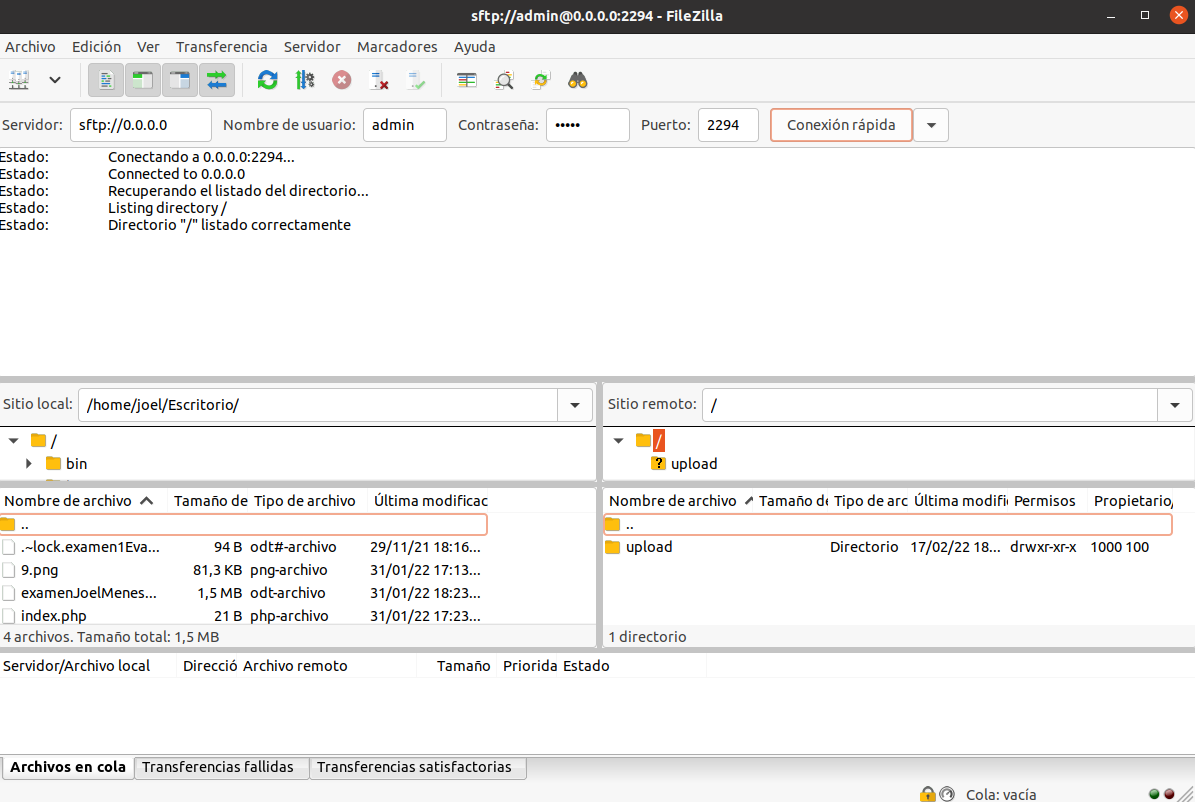 sftp://admin@0.0.0.0:2294 - FileZilla
Archivo Edición Ver Transferencia Servidor Marcadores Ayuda
Servidor: sftp://0.0.0.0 Nombre de usuario: admin Contraseña: ••••• Puerto: 2294 Conexión rápida
Estado: Conectando a 0.0.0.0:2294...
Estado: Connected to 0.0.0.0
Estado: Recuperando el listado del directorio...
Estado: Listing directory /
Estado: Directorio "/" listado correctamente
Sitio local: /home/joel/Escritorio/
/
bin
Nombre de archivo Tamaño de Tipo de archivo Última modificac
..
.~lock.examen1Eva... 94 B odt#-archivo 29/11/21 18:16...
9.png 81,3 KB png-archivo 31/01/22 17:13...
examenJoelMenes... 1,5 MB odt-archivo 31/01/22 18:23...
index.php 21 B php-archivo 31/01/22 17:23...
4 archivos. Tamaño total: 1,5 MB
Sitio remoto: /
/
? upload
Nombre de archivo Tamaño de Tipo de arc Última modifi Permisos Propietario/
..
upload Directorio 17/02/22 18... drwxr-xr-x 1000 100
1 directorio
Servidor/Archivo local Direcció Archivo remoto Tamaño Priorida Estado
Archivos en cola Transferencias fallidas Transferencias satisfactorias
Cola: vacía